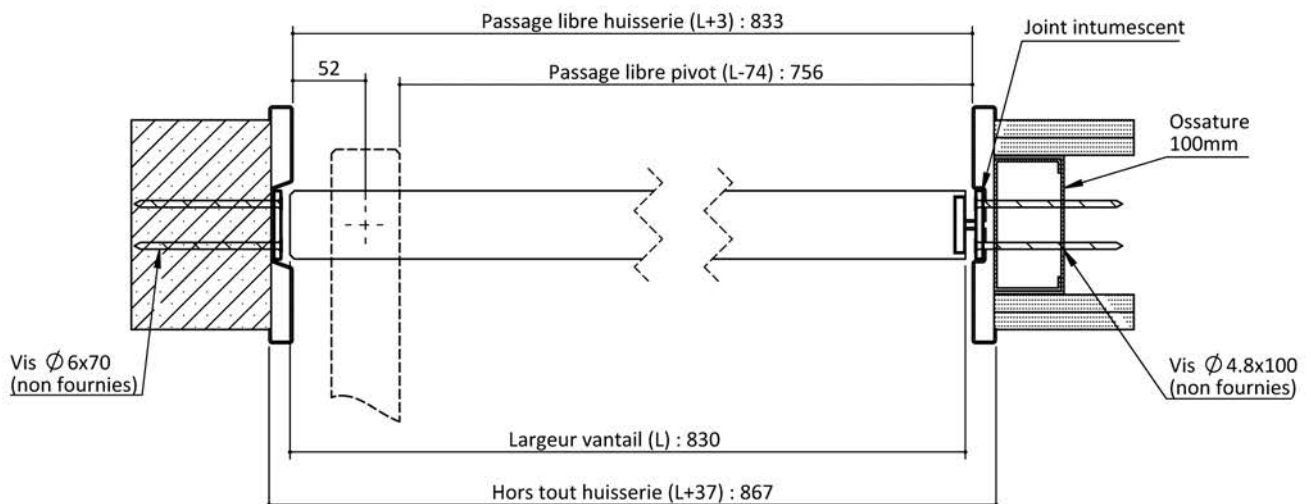 Passage libre huisserie (L+3) : 833
Joint intumescent
52
Passage libre pivot (L-74) : 756
Ossature
100mm
Vis Ø 6x70
(non fournies)
Vis Ø 4.8x100
(non fournies)
Largeur vantail (L) : 830
Hors tout huisserie (L+37) : 867